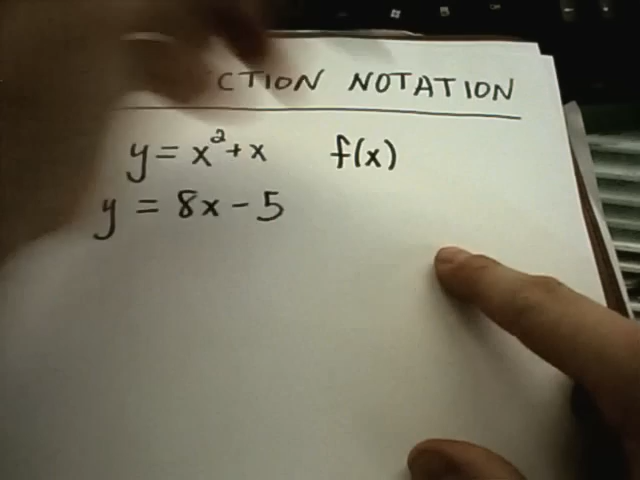 CTION NOTATION
y = x² + x f(x)
y = 8x - 5